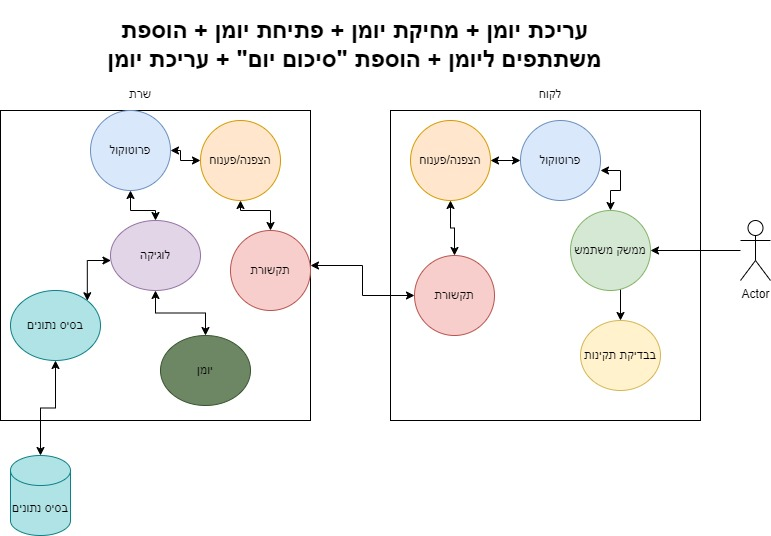 עריכת יומן + מחיקת יומן + פתיחת יומן + הוספת
משתתפים ליומן + הוספת "סיכום יום" + עריכת יומן
לקוח
שרת
פרוטוקול
הצפנה/פענוח
הצפנה/פענוח
פרוטוקול
לוגיקה
תקשורת
תקשורת
ממשק משתמש
Actor
בסיס נתונים
יומן
בבדיקת תקינות
בסיס נתונים